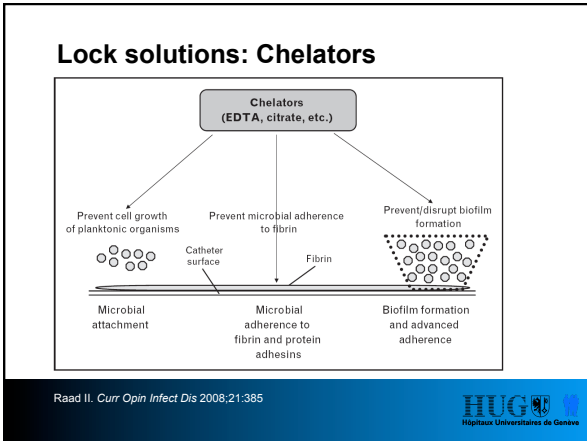 Lock solutions: Chelators
Chelators
(EDTA, citrate, etc.)
Prevent cell growth
of planktonic organisms
Prevent microbial adherence
to fibrin
Prevent/disrupt biofilm
formation
Catheter
surface
Fibrin
Microbial
attachment
Microbial
adherence to
fibrin and protein
adhesins
Biofilm formation
and advanced
adherence
Raad II. Curr Opin Infect Dis 2008;21:385
HUG
Hôpitaux Universitaires de Genève